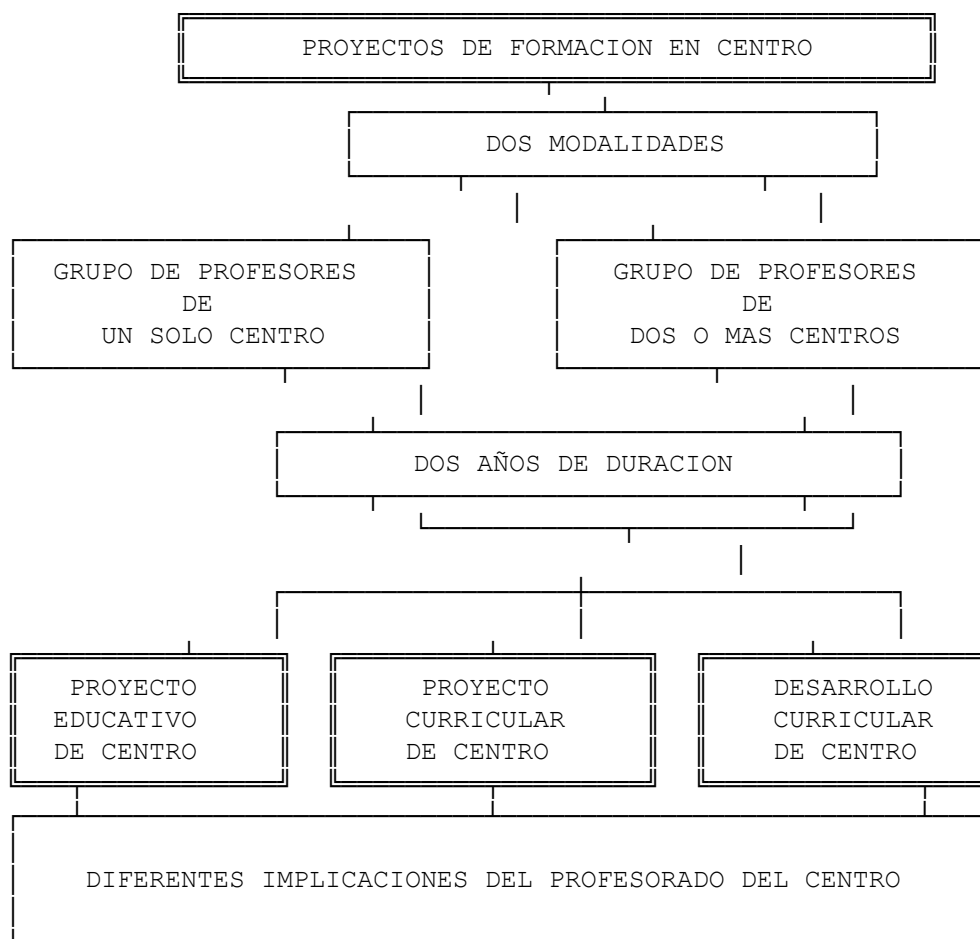 PROYECTOS DE FORMACION EN CENTRO
DOS MODALIDADES
GRUPO DE PROFESORES
DE
UN SOLO CENTRO
GRUPO DE PROFESORES
DE
DOS O MAS CENTROS
DOS AÑOS DE DURACION
PROYECTO
EDUCATIVO
DE CENTRO
PROYECTO
CURRICULAR
DE CENTRO
DESARROLLO
CURRICULAR
DE CENTRO
DIFERENTES IMPLICACIONES DEL PROFESORADO DEL CENTRO